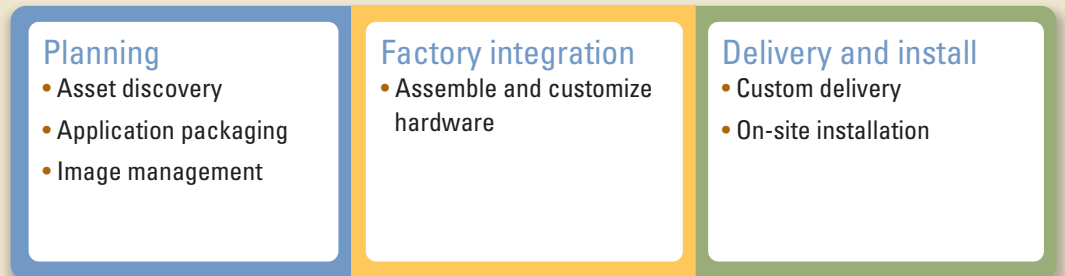 Planning
• Asset discovery
• Application packaging
• Image management
Factory integration
• Assemble and customize
hardware
Delivery and install
• Custom delivery
• On-site installation